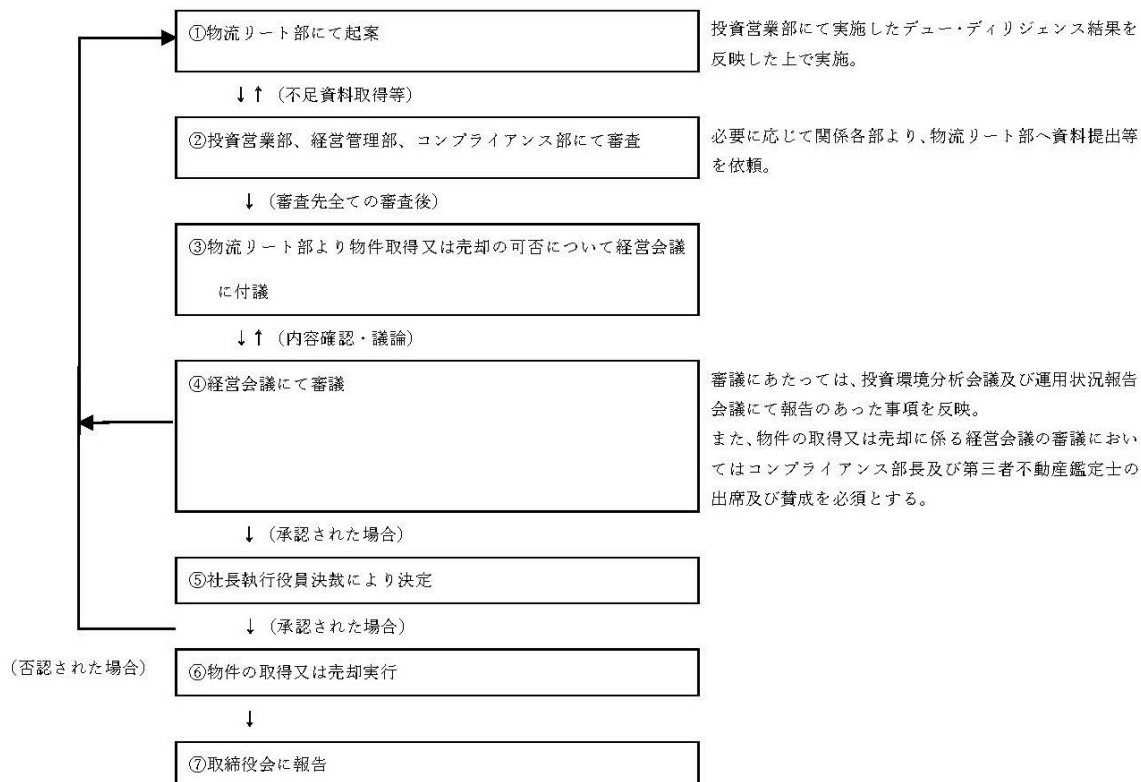 ①物流リート部にて起案
投資営業部にて実施したデュー・ディリジェンス結果を
反映した上で実施。
↓↑（不足資料取得等）
②投資営業部、経営管理部、コンプライアンス部にて審査
必要に応じて関係各部より、物流リート部へ資料提出等
を依頼。
↓（審査先全ての審査後）
③物流リート部より物件取得又は売却の可否について経営会議
に付議
↓↑（内容確認・議論）
④経営会議にて審議
審議にあたっては、投資環境分析会議及び運用状況報告
会議にて報告のあった事項を反映。
また、物件の取得又は売却に係る経営会議の審議におい
てはコンプライアンス部長及び第三者不動産鑑定士の
出席及び賛成を必須とする。
↓（承認された場合）
⑤社長執行役員決裁により決定
↓（承認された場合）
（否認された場合）
⑥物件の取得又は売却実行
↓
⑦取締役会に報告